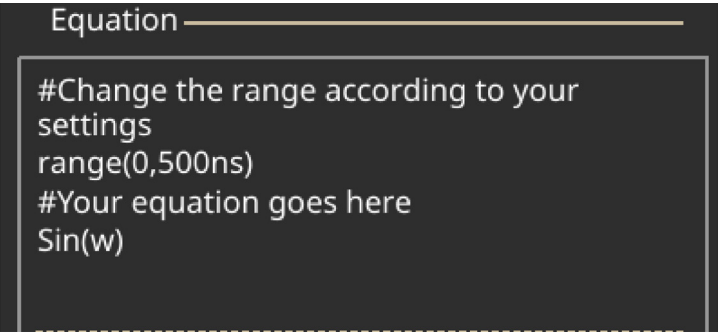 Equation
#Change the range according to your
settings
range(0,500ns)
#Your equation goes here
Sin(w)